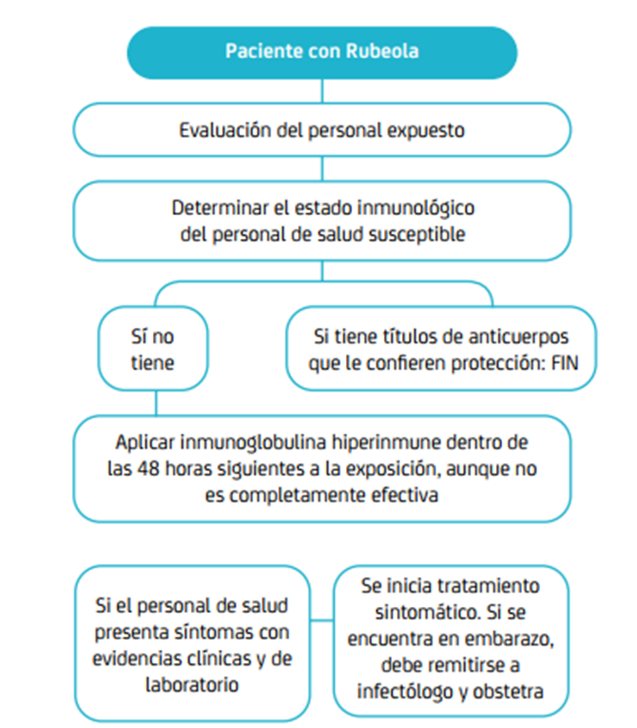 Paciente con Rubeola
Evaluación del personal expuesto
Determinar el estado inmunológico
del personal de salud susceptible
Sí no
tiene
Si tiene títulos de anticuerpos
que le confieren protección: FIN
Aplicar inmunoglobulina hiperinmune dentro de
las 48 horas siguientes a la exposición, aunque no
es completamente efectiva
Si el personal de salud
presenta síntomas con
evidencias clínicas y de
laboratorio
Se inicia tratamiento
sintomático. Si se
encuentra en embarazo,
debe remitirse a
infectólogo y obstetra